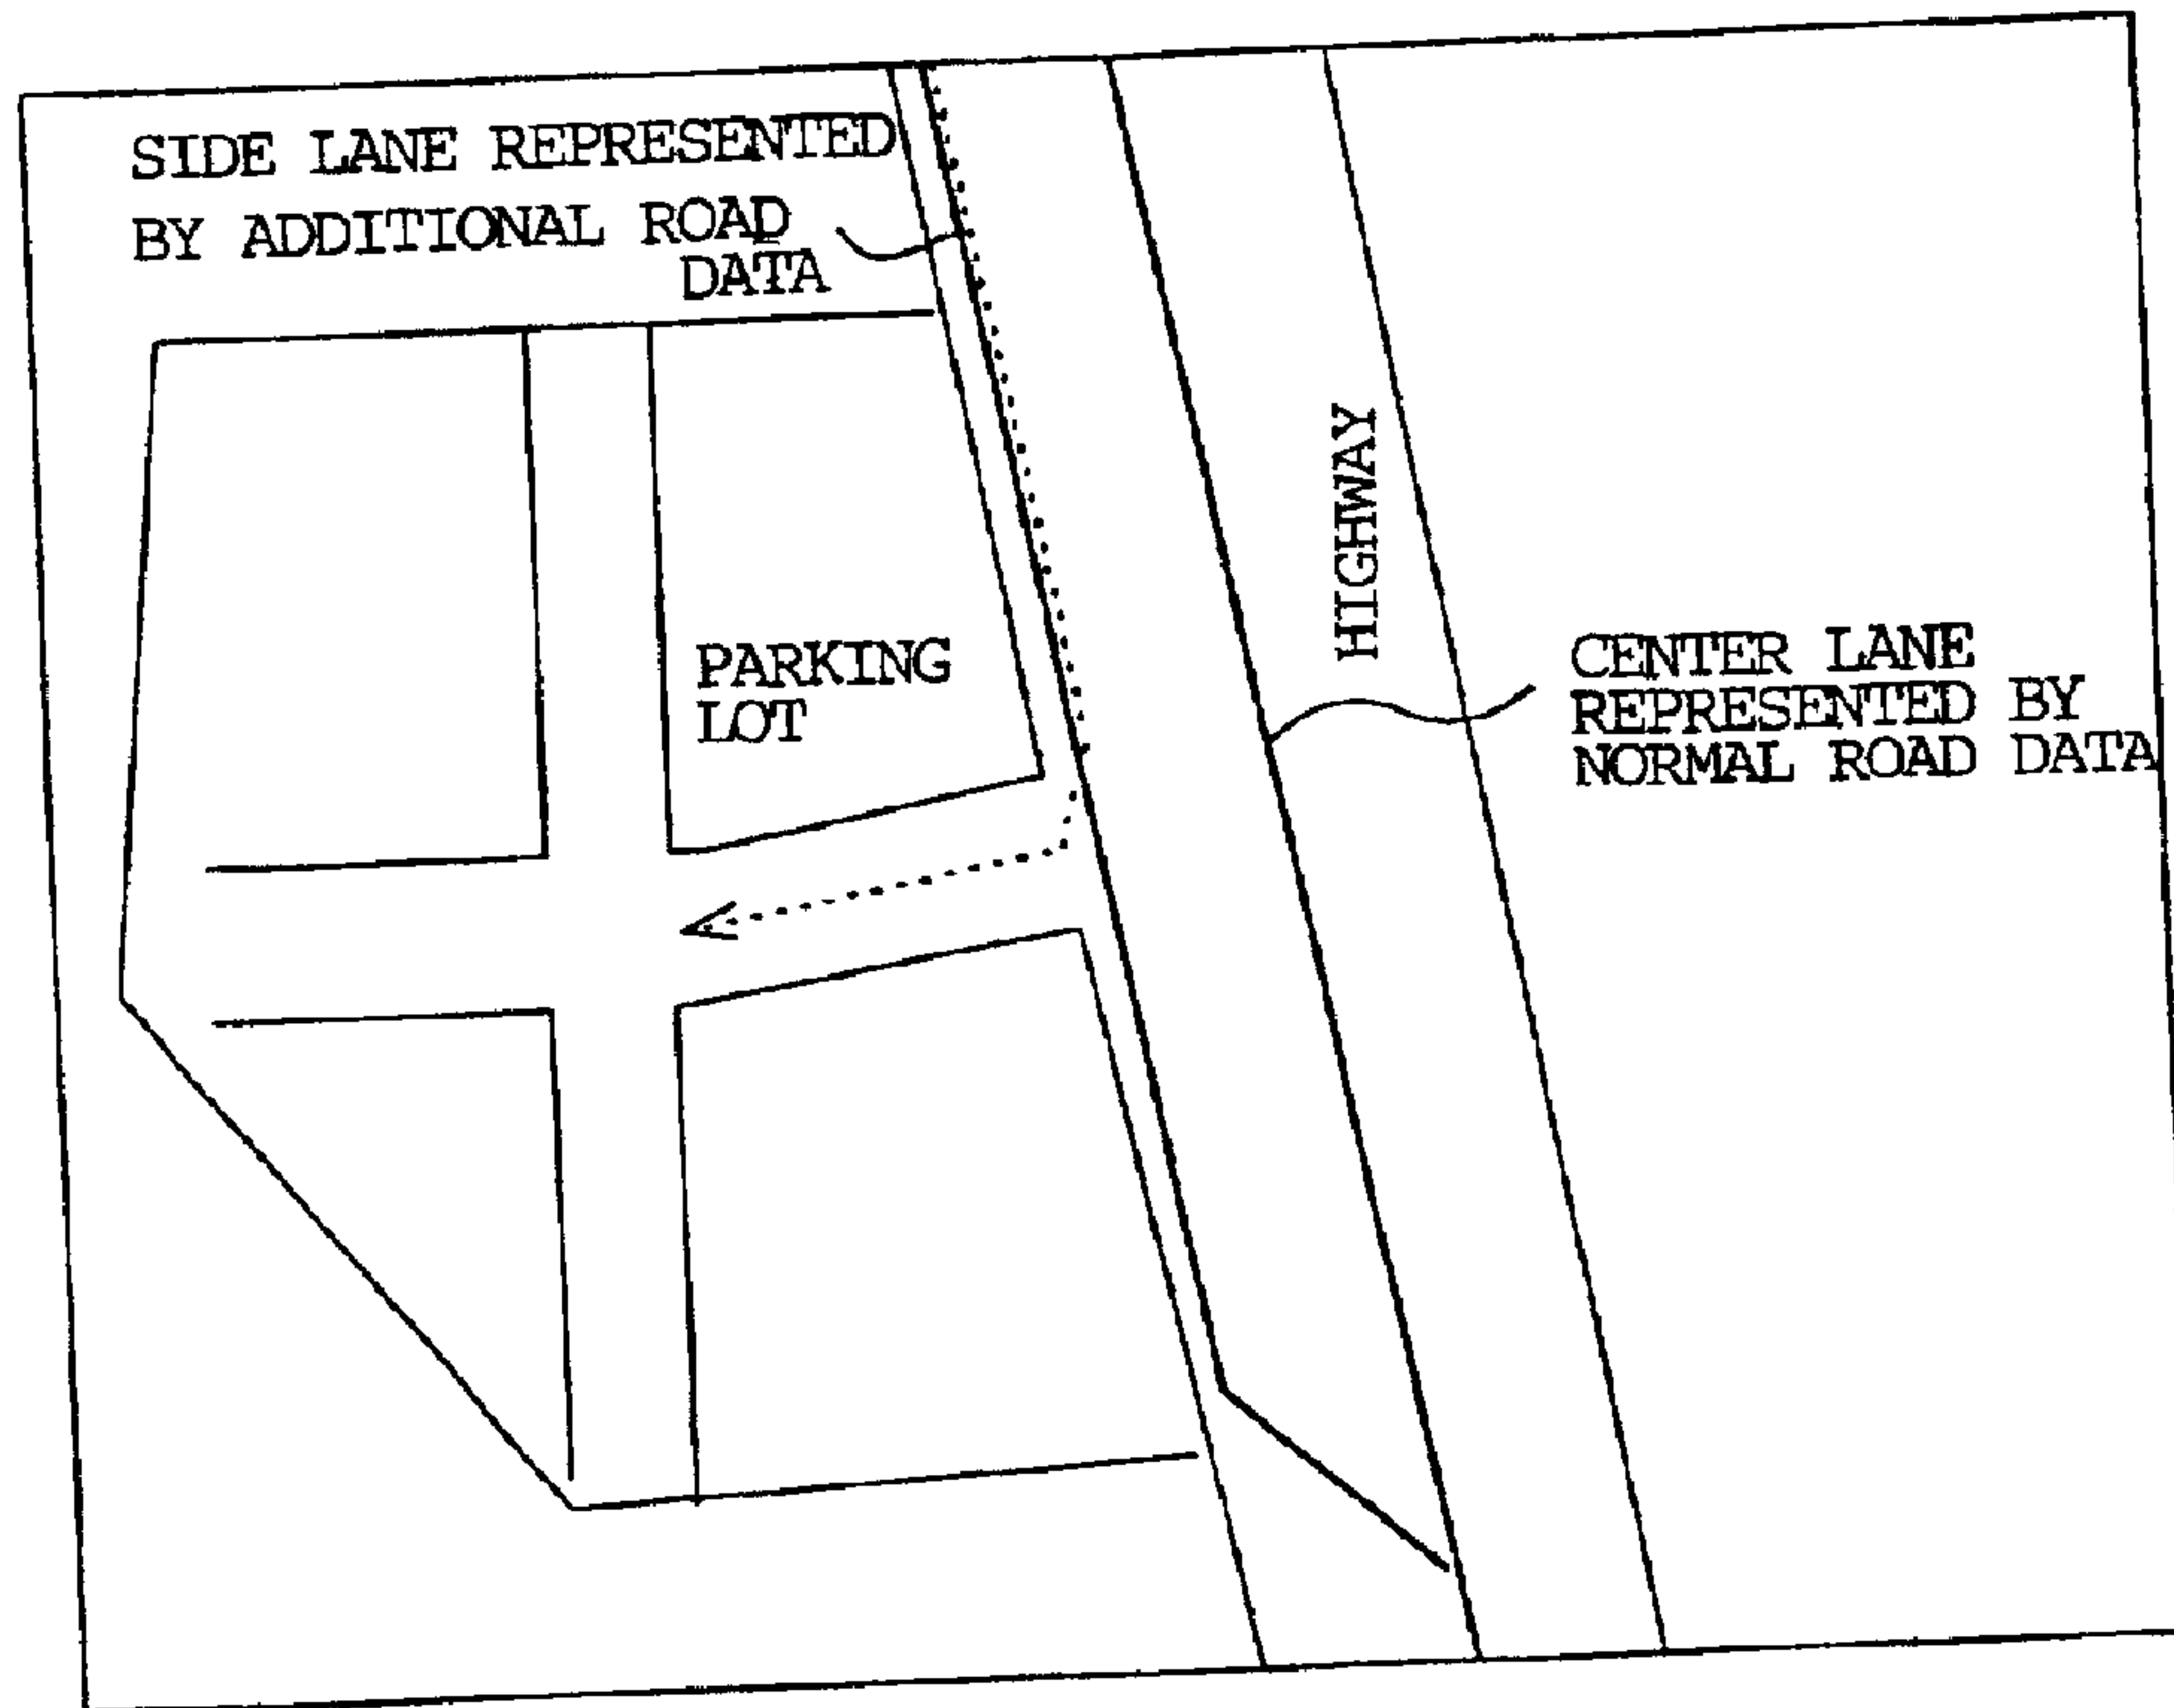 SIDE LANE REPRESENTED
BY ADDITIONAL ROAD
DATA
HIGHWAY
PARKING
LOT
CENTER LANE
REPRESENTED BY
NORMAL ROAD DATA